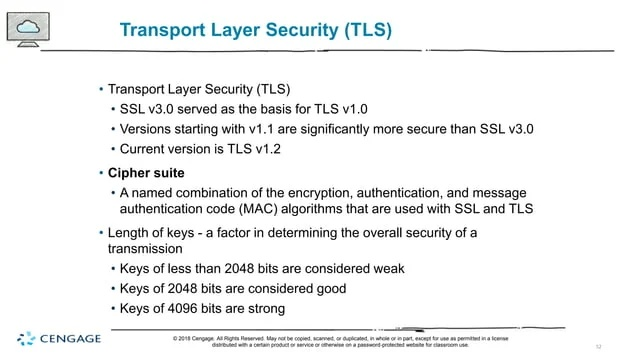 Transport Layer Security (TLS)
• Transport Layer Security (TLS)
• SSL v3.0 served as the basis for TLS v1.0
• Versions starting with v1.1 are significantly more secure than SSL v3.0
• Current version is TLS v1.2
• Cipher suite
• A named combination of the encryption, authentication, and message
authentication code (MAC) algorithms that are used with SSL and TLS
• Length of keys - a factor in determining the overall security of a
transmission
• Keys of less than 2048 bits are considered weak
• Keys of 2048 bits are considered good
• Keys of 4096 bits are strong
CENGAGE
© 2018 Cengage. All Rights Reserved. May not be copied, scanned, or duplicated, in whole or in part, except for use as permitted in a license
distributed with a certain product or service or otherwise on a password-protected website for classroom use.
52